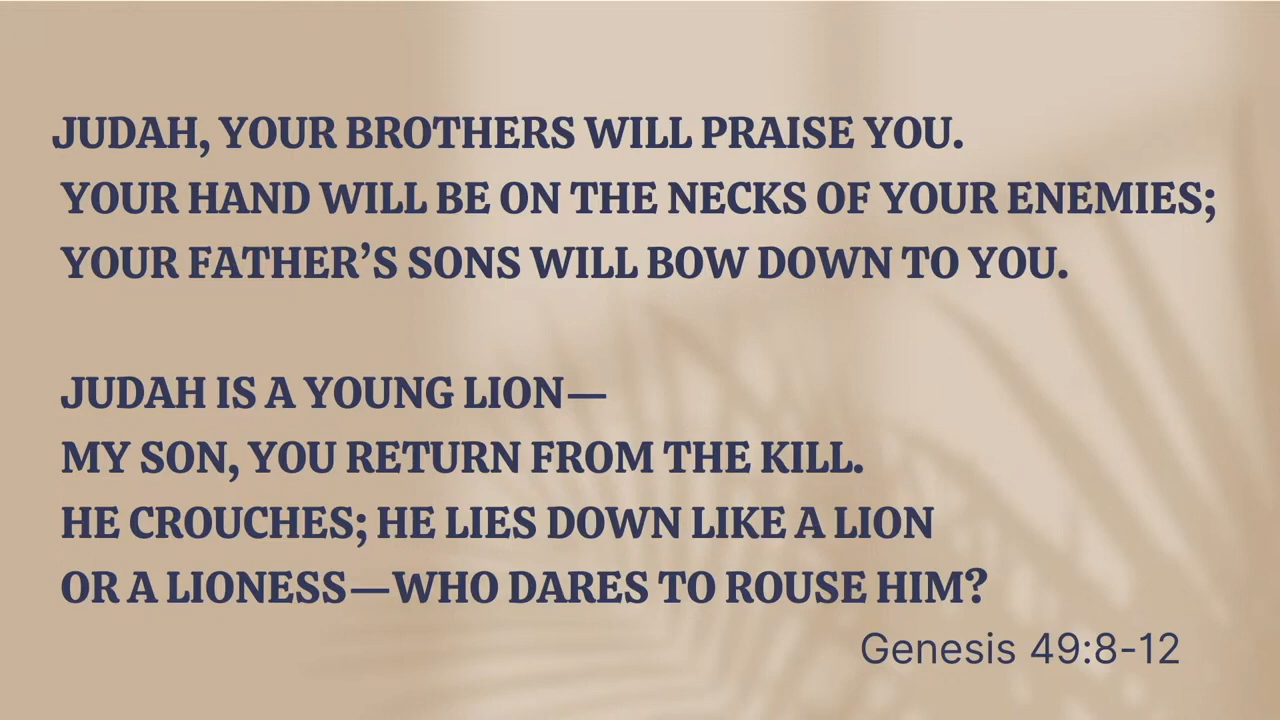 JUDAH, YOUR BROTHERS WILL PRAISE YOU.
YOUR HAND WILL BE ON THE NECKS OF YOUR ENEMIES;
YOUR FATHER’S SONS WILL BOW DOWN TO YOU.
JUDAH IS A YOUNG LION—
MY SON, YOU RETURN FROM THE KILL.
HE CROUCHES; HE LIES DOWN LIKE A LION
OR A LIONESS—WHO DARES TO ROUSE HIM?
Genesis 49:8-12